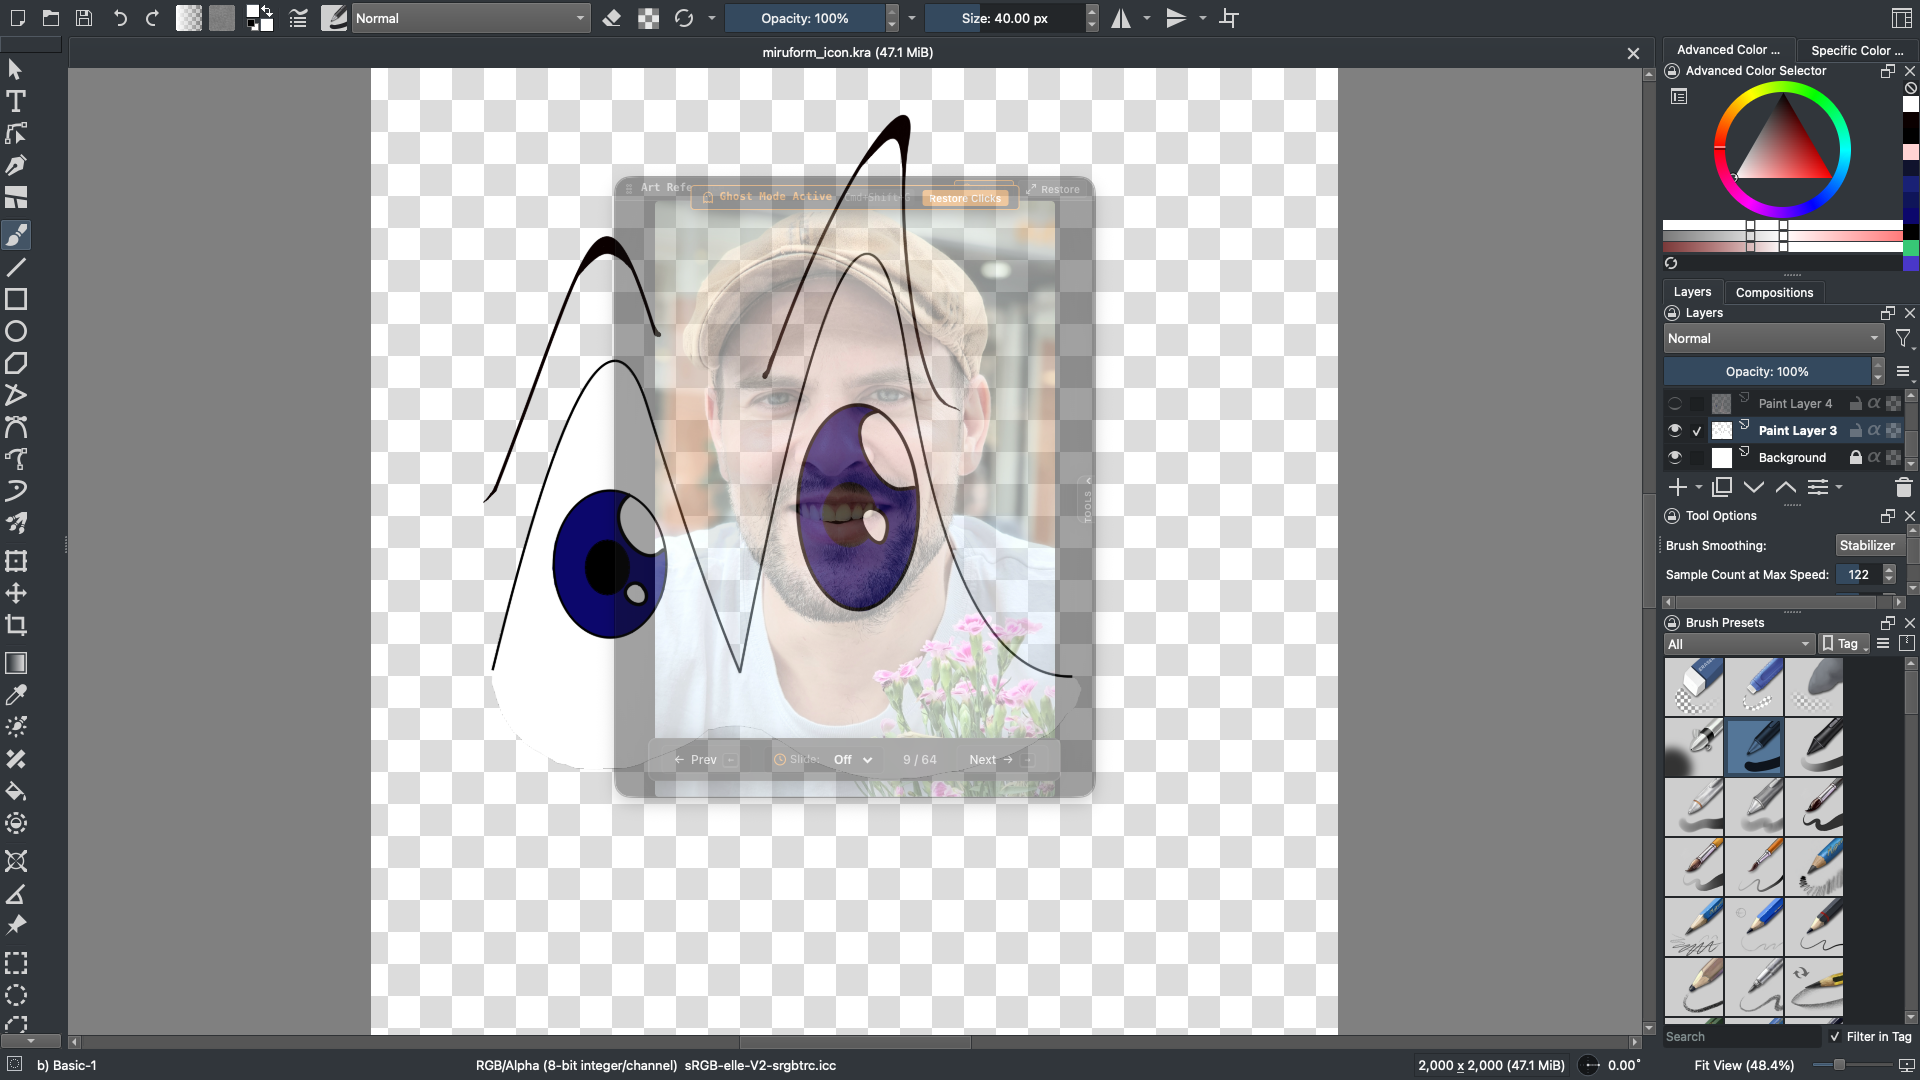 Normal
Opacity: 100%
Size: 40.00 px
miruform_icon.kra (47.1 MiB)
Advanced Color ...
Specific Color ...
Advanced Color Selector
Art Refe
Ghost Mode Active
Cmd+Shift+G
Restore Clicks
Restore
Layers
Compositions
Layers
Normal
Opacity: 100%
Paint Layer 4
Paint Layer 3
Background
TOOLS
Tool Options
Brush Smoothing:
Stabilizer
Sample Count at Max Speed:
122
Brush Presets
All
Tag
← Prev
Slide:
Off
9 / 64
Next →
Search
Filter in Tag
b) Basic-1
RGB/Alpha (8-bit integer/channel) sRGB-elle-V2-srgbtrc.icc
2,000 x 2,000 (47.1 MiB)
0.00°
Fit View (48.4%)